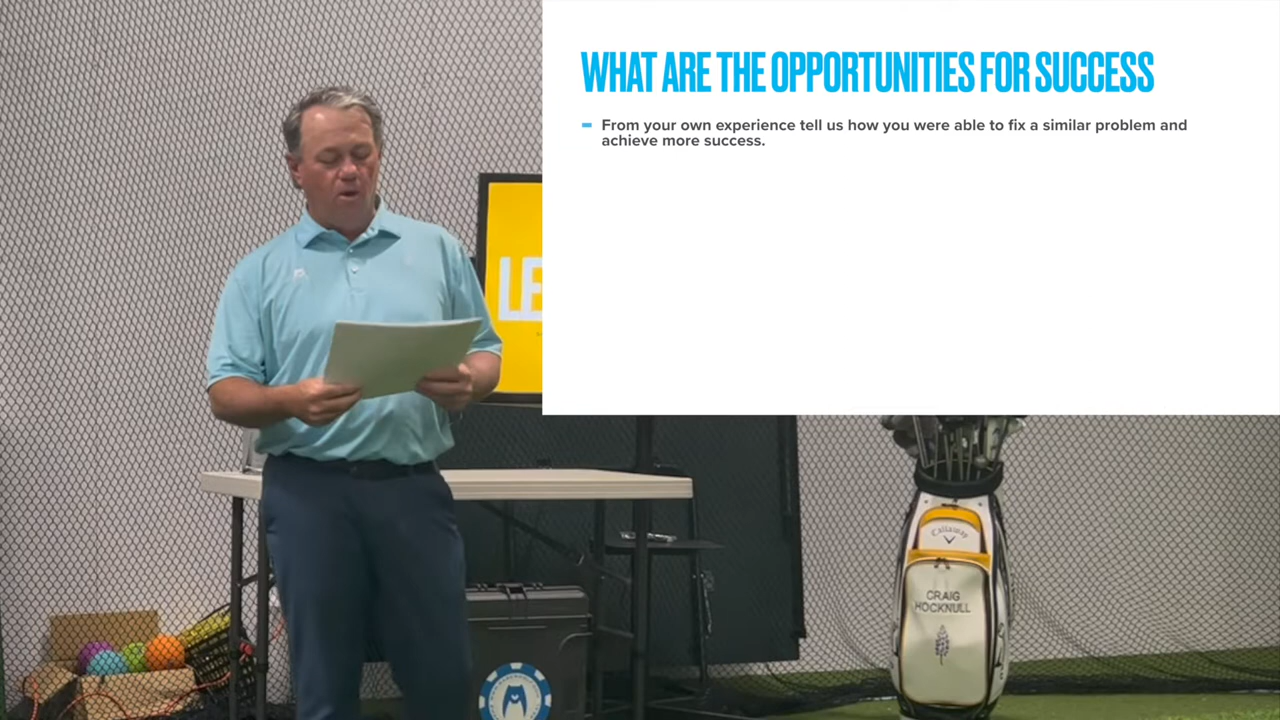 WHAT ARE THE OPPORTUNITIES FOR SUCCESS
From your own experience tell us how you were able to fix a similar problem and
achieve more success.
LE
Callaway
CRAIG
HOCKNULL